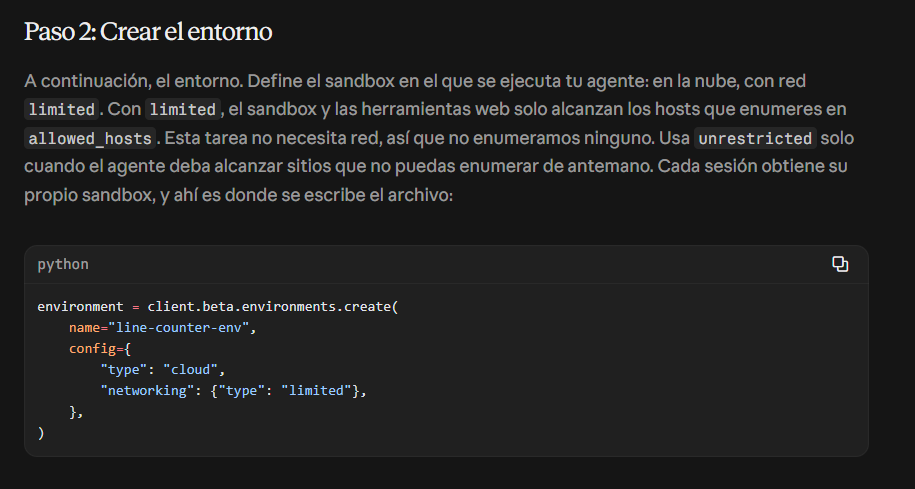 Paso 2: Crear el entorno
A continuación, el entorno. Define el sandbox en el que se ejecuta tu agente: en la nube, con red
limited. Con limited, el sandbox y las herramientas web solo alcanzan los hosts que enumeres en
allowed_hosts. Esta tarea no necesita red, así que no enumeramos ninguno. Usa unrestricted solo
cuando el agente deba alcanzar sitios que no puedas enumerar de antemano. Cada sesión obtiene su
propio sandbox, y ahí es donde se escribe el archivo:
python
environment = client.beta.environments.create(
    name="line-counter-env",
    config={
        "type": "cloud",
        "networking": {"type": "limited"},
    },
)